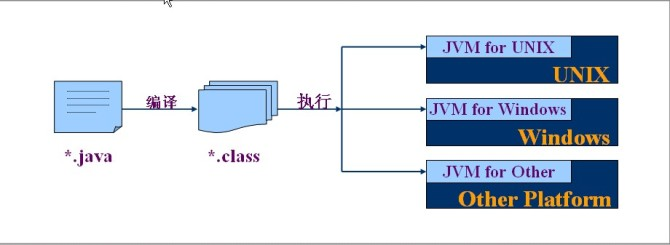 JVM for UNIX
UNIX
编译
执行
JVM for Windows
Windows
*.java
*.class
JVM for Other
Other Platform